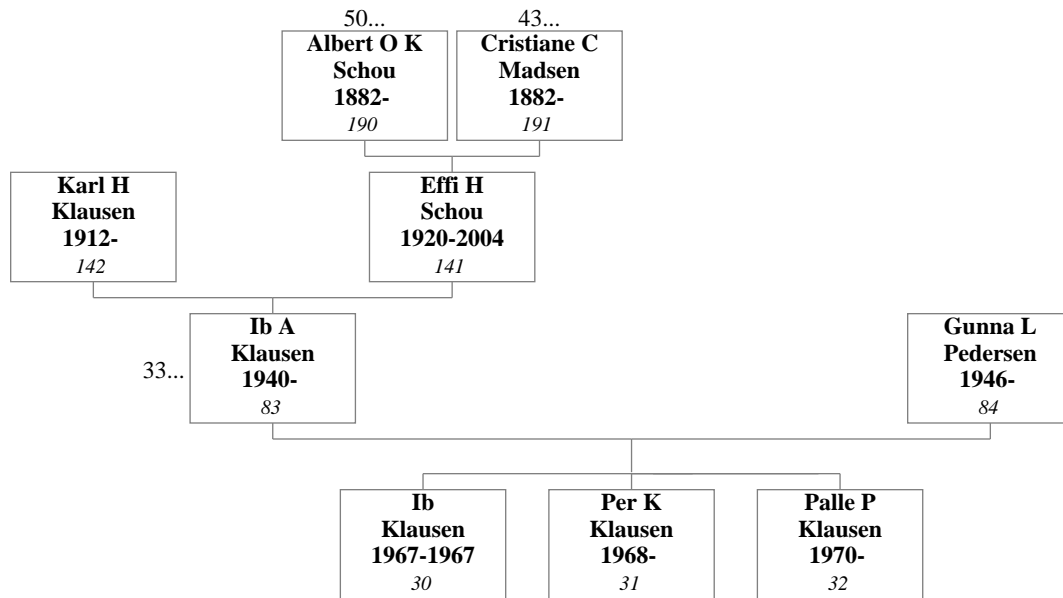 50...
43...
Albert O K
Schou
1882-
190
Cristiane C
Madsen
1882-
191
Karl H
Klausen
1912-
142
Effi H
Schou
1920-2004
141
33...
Ib A
Klausen
1940-
83
Gunna L
Pedersen
1946-
84
Ib
Klausen
1967-1967
30
Per K
Klausen
1968-
31
Palle P
Klausen
1970-
32